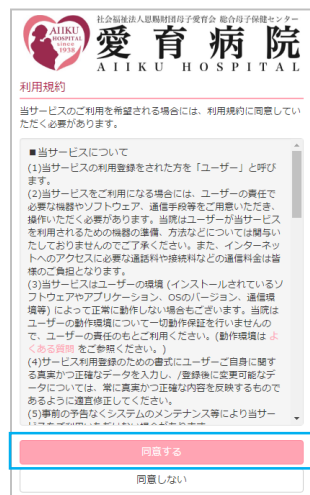 AIIKU
HOSPITAL
since
1938
社会福祉法人恩賜財団母子愛育会 総合母子保健センター
愛育病院
AIIKU HOSPITAL
利用規約
当サービスのご利用を希望される場合には、利用規約に同意してい
ただく必要があります。
■当サービスについて
(1)当サービスの利用登録をされた方を「ユーザー」と呼び
ます。
(2)当サービスをご利用になる場合には、ユーザーの責任で
必要な機器やソフトウェア、通信手段等をご用意いただき、
操作いただく必要があります。当院はユーザーが当サービス
を利用されるための機器の準備、方法などについては関与い
たしておりませんのでご了承ください。また、インターネッ
トへのアクセスに必要な通話料や接続料などの通信料金は皆
様のご負担となります。
(3)当サービスはユーザーの環境 (インストールされているソ
フトウェアやアプリケーション、OSのバージョン、通信環
境等) によって正常に動作しない場合もございます。当院は
ユーザーの動作環境について一切動作保証を行いませんの
で、ユーザーの責任のもとご利用ください。(動作環境は よ
くある質問 をご参照ください。)
(4)サービス利用登録のための書式にユーザーご自身に関す
る真実かつ正確なデータを入力し、/登録後に変更可能なデ
ータについては、常に真実かつ正確な内容を反映するもので
あるように適宜修正してください。
(5)事前の予告なくシステムのメンテナンス等により当サー
同意する
同意しない